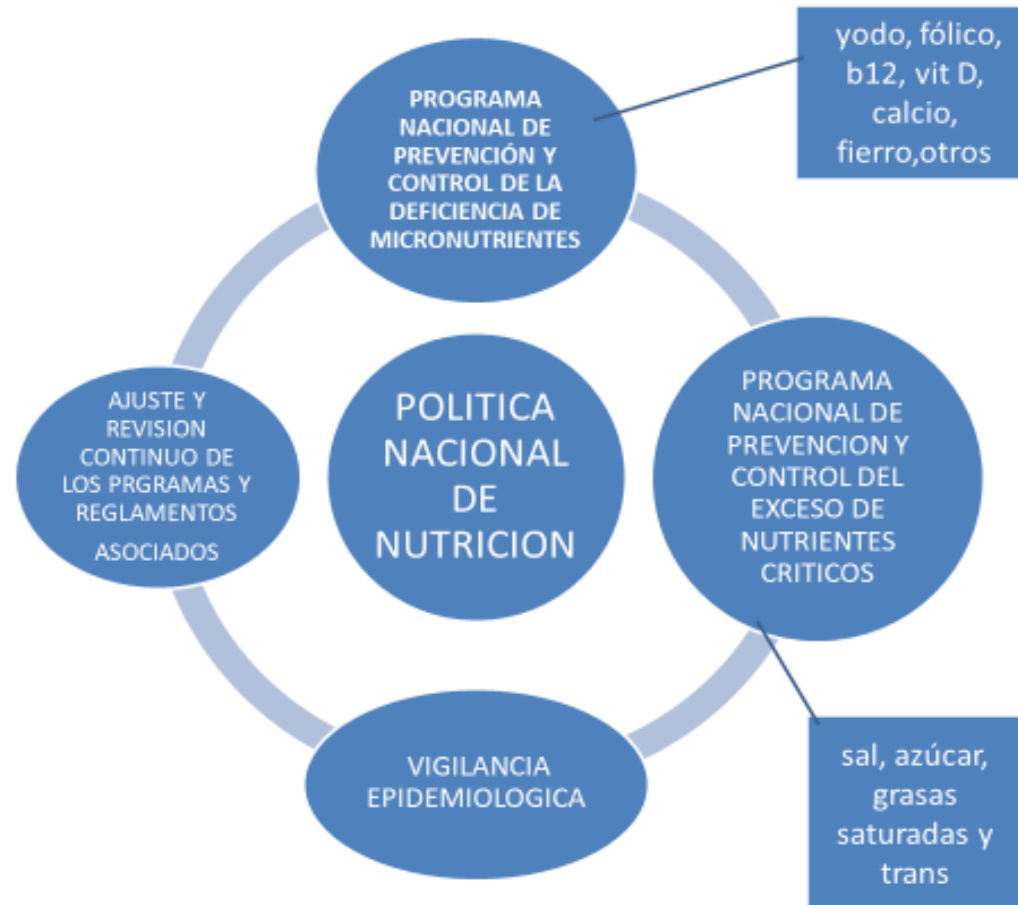 PROGRAMA
NACIONAL DE
PREVENCIÓN Y
CONTROL DE LA
DEFICIENCIA DE
MICRONUTRIENTES
yodo, fólico,
b12, vit D,
calcio,
fierro,otros
PROGRAMA
NACIONAL DE
PREVENCION Y
CONTROL DEL
EXCESO DE
NUTRIENTES
CRITICOS
sal, azúcar,
grasas
saturadas y
trans
VIGILANCIA
EPIDEMIOLOGICA
AJUSTE Y
REVISION
CONTINUO DE
LOS PRGRAMAS Y
REGLAMENTOS
ASOCIADOS
POLITICA
NACIONAL
DE
NUTRICION